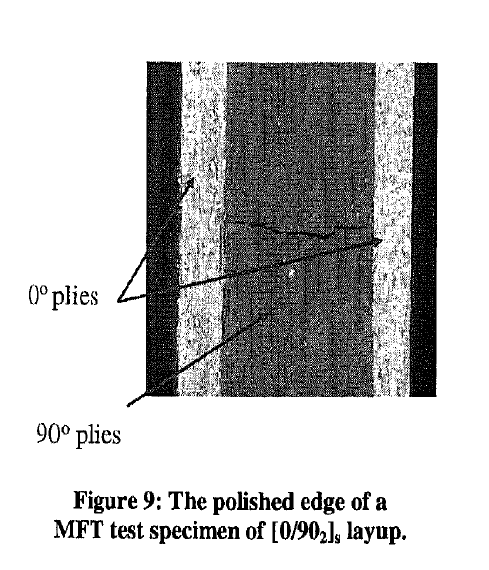 0° plies
90° plies
Figure 9: The polished edge of a
MFT test specimen of [0/90₂]ₛ layup.